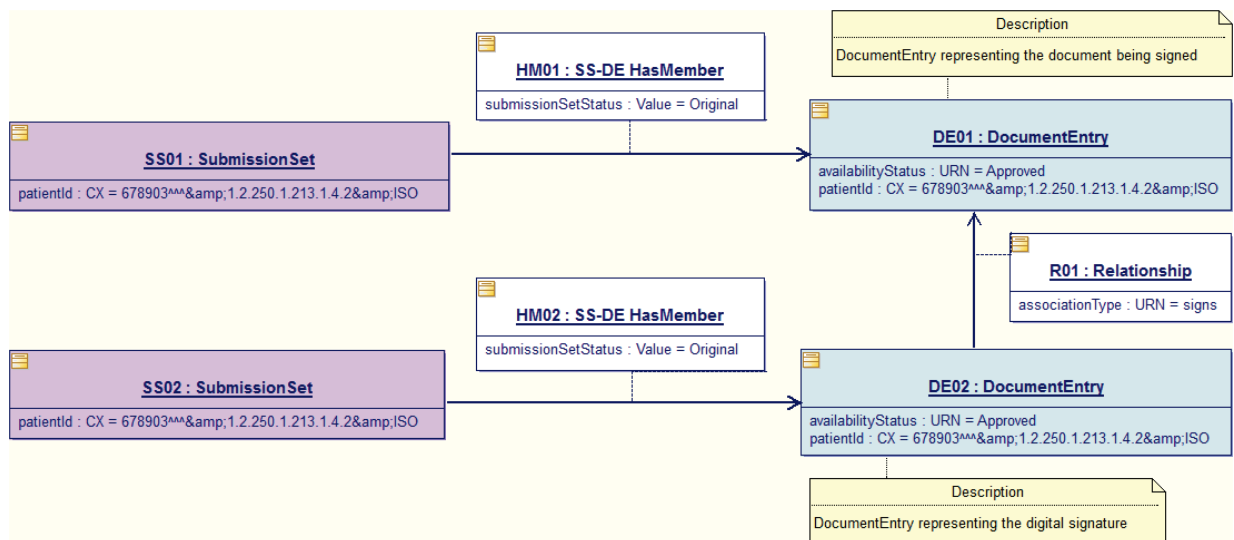 Description
DocumentEntry representing the document being signed
HM01 : SS-DE HasMember
submissionSetStatus : Value = Original
SS01 : SubmissionSet
patientId : CX = 678903^^^&amp;1.2.250.1.213.1.4.2&amp;ISO
DE01 : DocumentEntry
availabilityStatus : URN = Approved
patientId : CX = 678903^^^&amp;1.2.250.1.213.1.4.2&amp;ISO
R01 : Relationship
associationType : URN = signs
HM02 : SS-DE HasMember
submissionSetStatus : Value = Original
SS02 : SubmissionSet
patientId : CX = 678903^^^&amp;1.2.250.1.213.1.4.2&amp;ISO
DE02 : DocumentEntry
availabilityStatus : URN = Approved
patientId : CX = 678903^^^&amp;1.2.250.1.213.1.4.2&amp;ISO
Description
DocumentEntry representing the digital signature